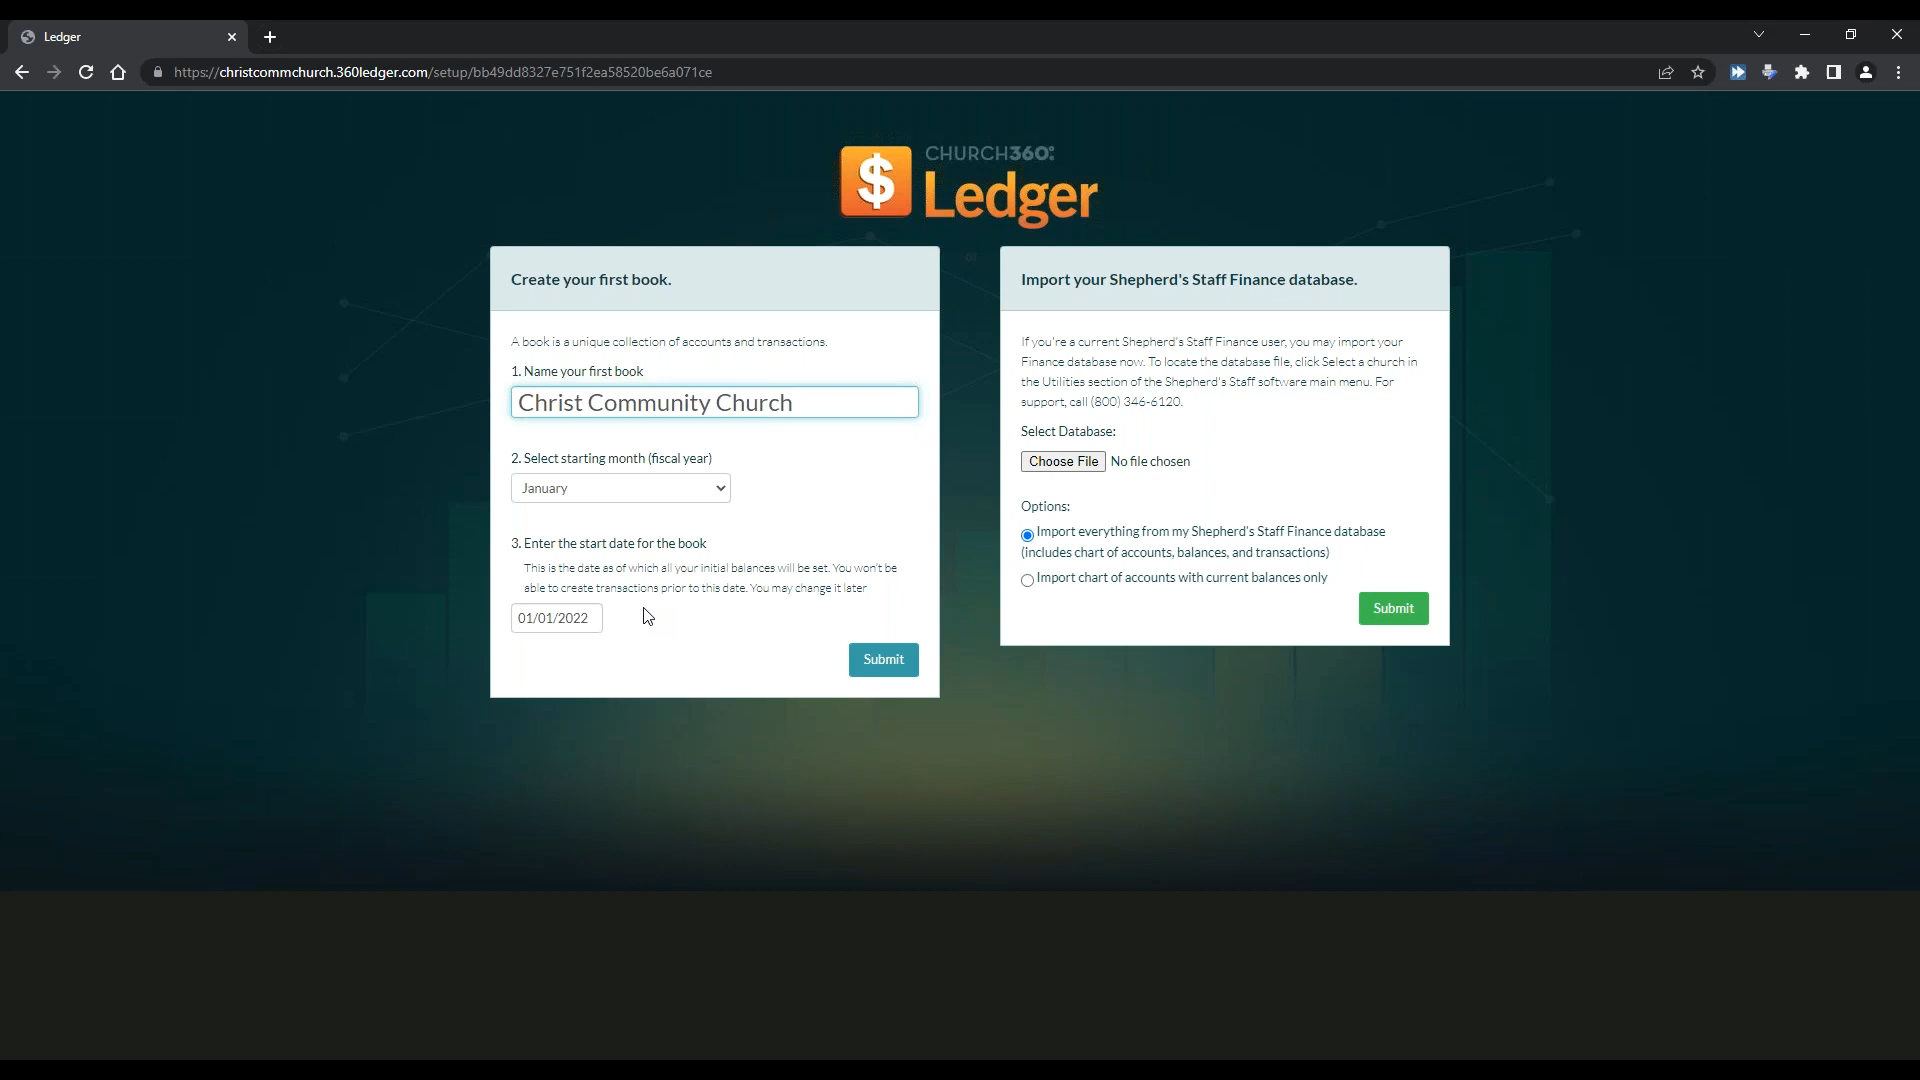 Ledger
https://christcommchurch.360ledger.com/setup/bb49dd8327e751f2ea58520be6a071ce
$
CHURCH360:
Ledger
Create your first book.
A book is a unique collection of accounts and transactions.
1. Name your first book
Christ Community Church
2. Select starting month (fiscal year)
January
3. Enter the start date for the book
This is the date as of which all your initial balances will be set. You won't be
able to create transactions prior to this date. You may change it later
01/01/2022
Submit
Import your Shepherd's Staff Finance database.
If you're a current Shepherd's Staff Finance user, you may import your
Finance database now. To locate the database file, click Select a church in
the Utilities section of the Shepherd's Staff software main menu. For
support, call (800) 346-6120.
Select Database:
Choose File No file chosen
Options:
Import everything from my Shepherd's Staff Finance database
(includes chart of accounts, balances, and transactions)
Import chart of accounts with current balances only
Submit